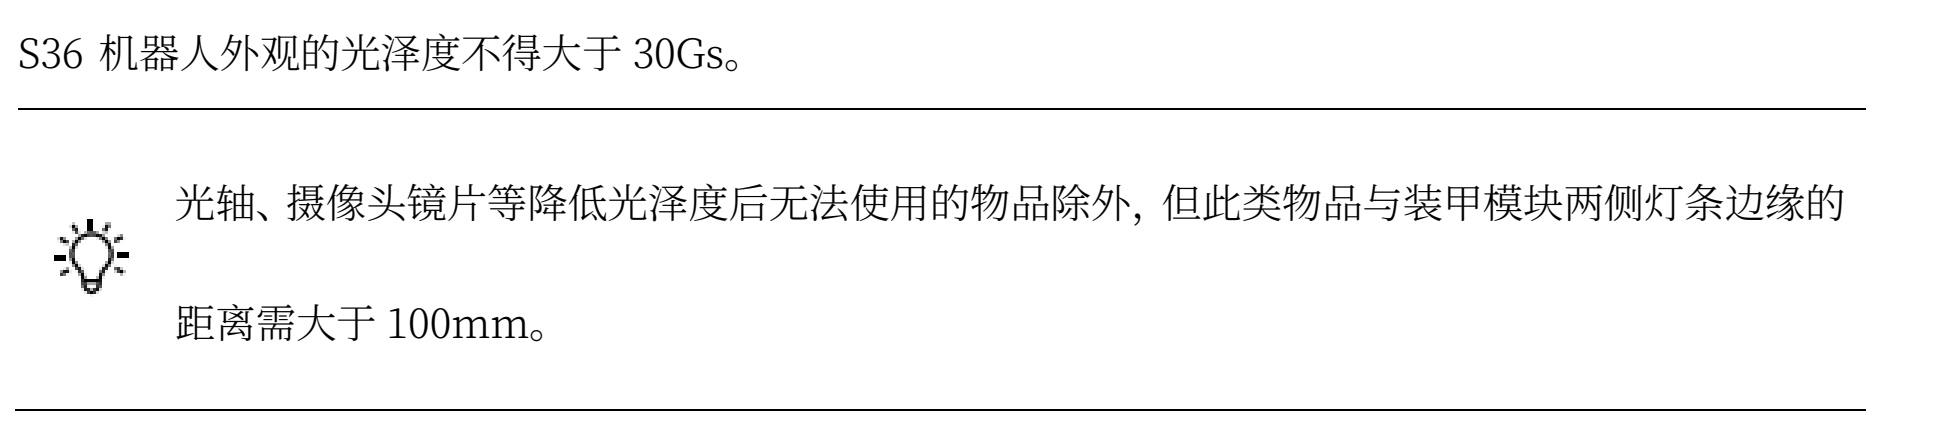 S36 机器人外观的光泽度不得大于 30Gs。
光轴、摄像头镜片等降低光泽度后无法使用的物品除外，但此类物品与装甲模块两侧灯条边缘的
距离需大于 100mm。